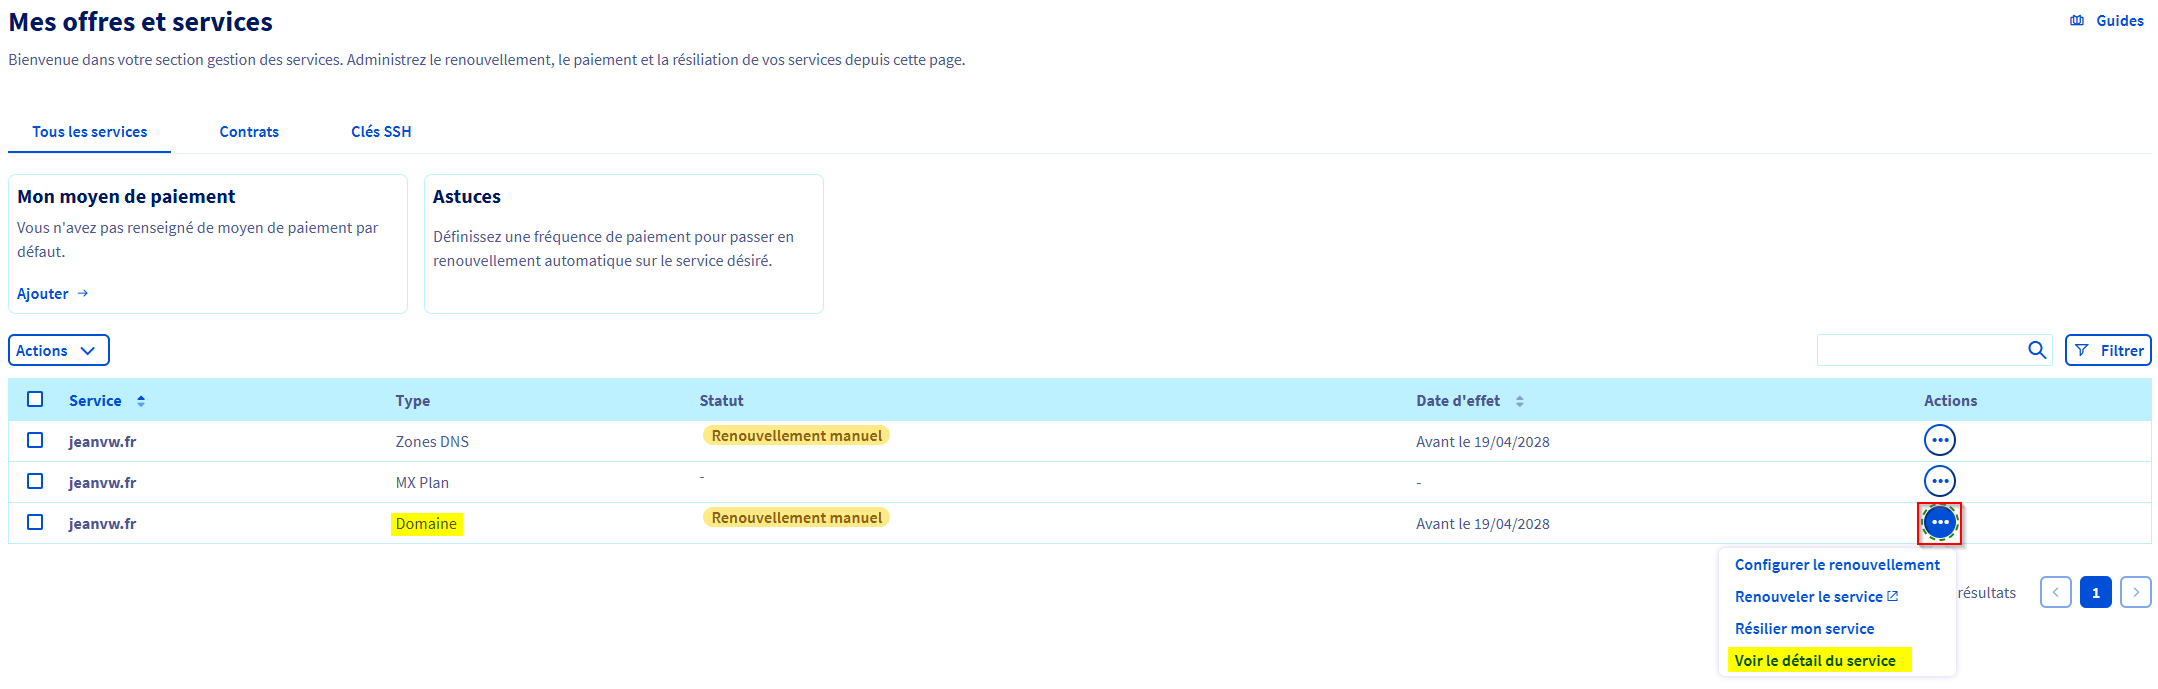 Mes offres et services
Guides
Bienvenue dans votre section gestion des services. Administrez le renouvellement, le paiement et la résiliation de vos services depuis cette page.
Tous les services
Contrats
Clés SSH
Mon moyen de paiement
Vous n'avez pas renseigné de moyen de paiement par
défaut.
Ajouter
Astuces
Définissez une fréquence de paiement pour passer en
renouvellement automatique sur le service désiré.
Actions
Filtrer
Service Type Statut Date d'effet Actions
jeanvw.fr Zones DNS Renouvellement manuel Avant le 19/04/2028
jeanvw.fr MX Plan - -
jeanvw.fr Domaine Renouvellement manuel Avant le 19/04/2028
Configurer le renouvellement
Renouveler le service
Résilier mon service
Voir le détail du service
résultats
1